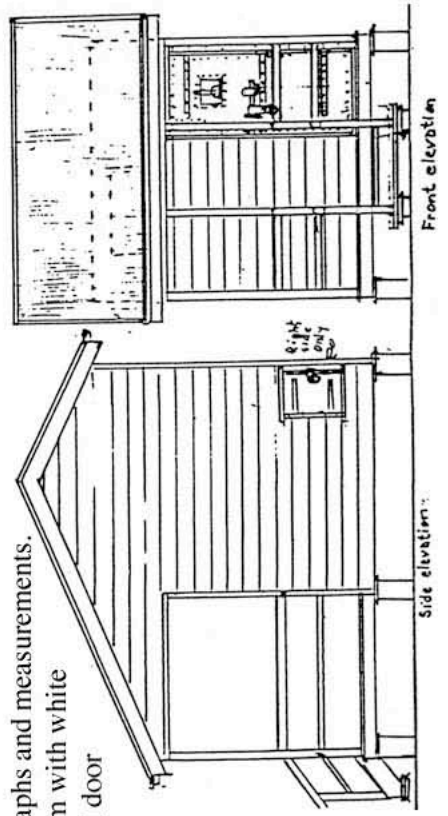 aphs and measurements.
m with white
door
Right
side
only
Side elevation
Front elevation